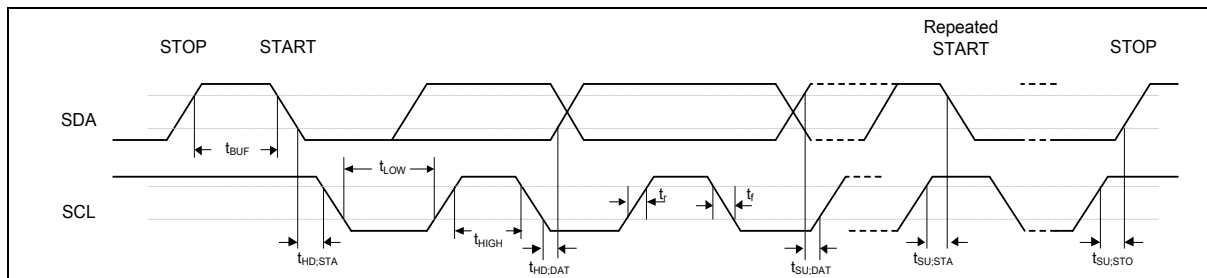 STOP START Repeated START STOP
SDA
tBUF
tLOW
SCL
tr tf
tHIGH
tHD;STA tHD;DAT tSU;DAT tSU;STA tSU;STO